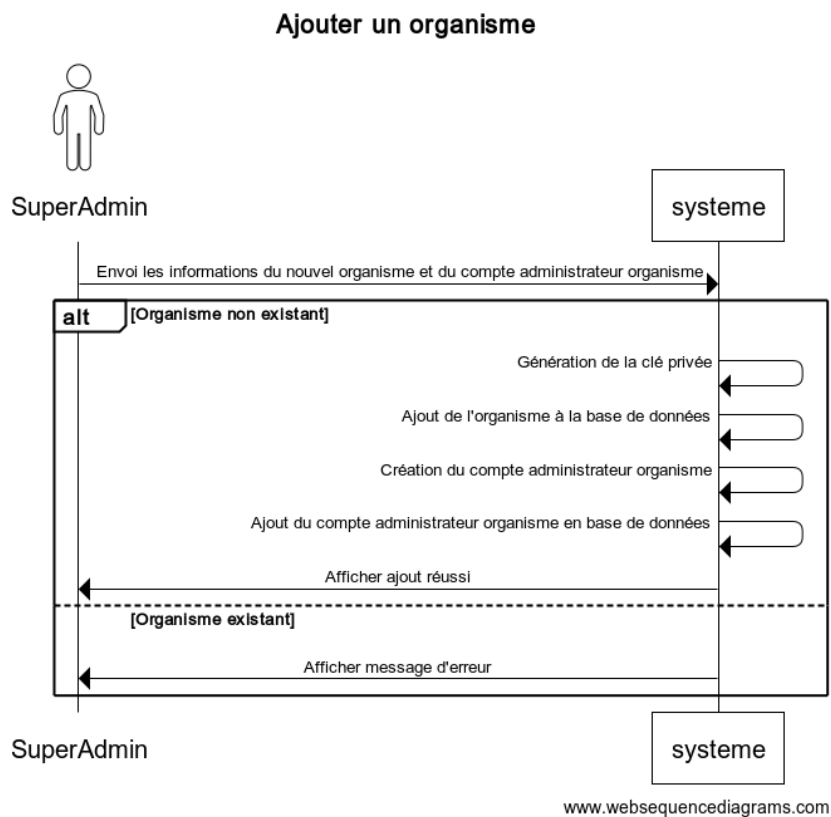 Ajouter un organisme
SuperAdmin
systeme
Envoi les informations du nouvel organisme et du compte administrateur organisme
alt
[Organisme non existant]
Génération de la clé privée
Ajout de l'organisme à la base de données
Création du compte administrateur organisme
Ajout du compte administrateur organisme en base de données
Afficher ajout réussi
[Organisme existant]
Afficher message d'erreur
SuperAdmin
systeme
www.websequencediagrams.com